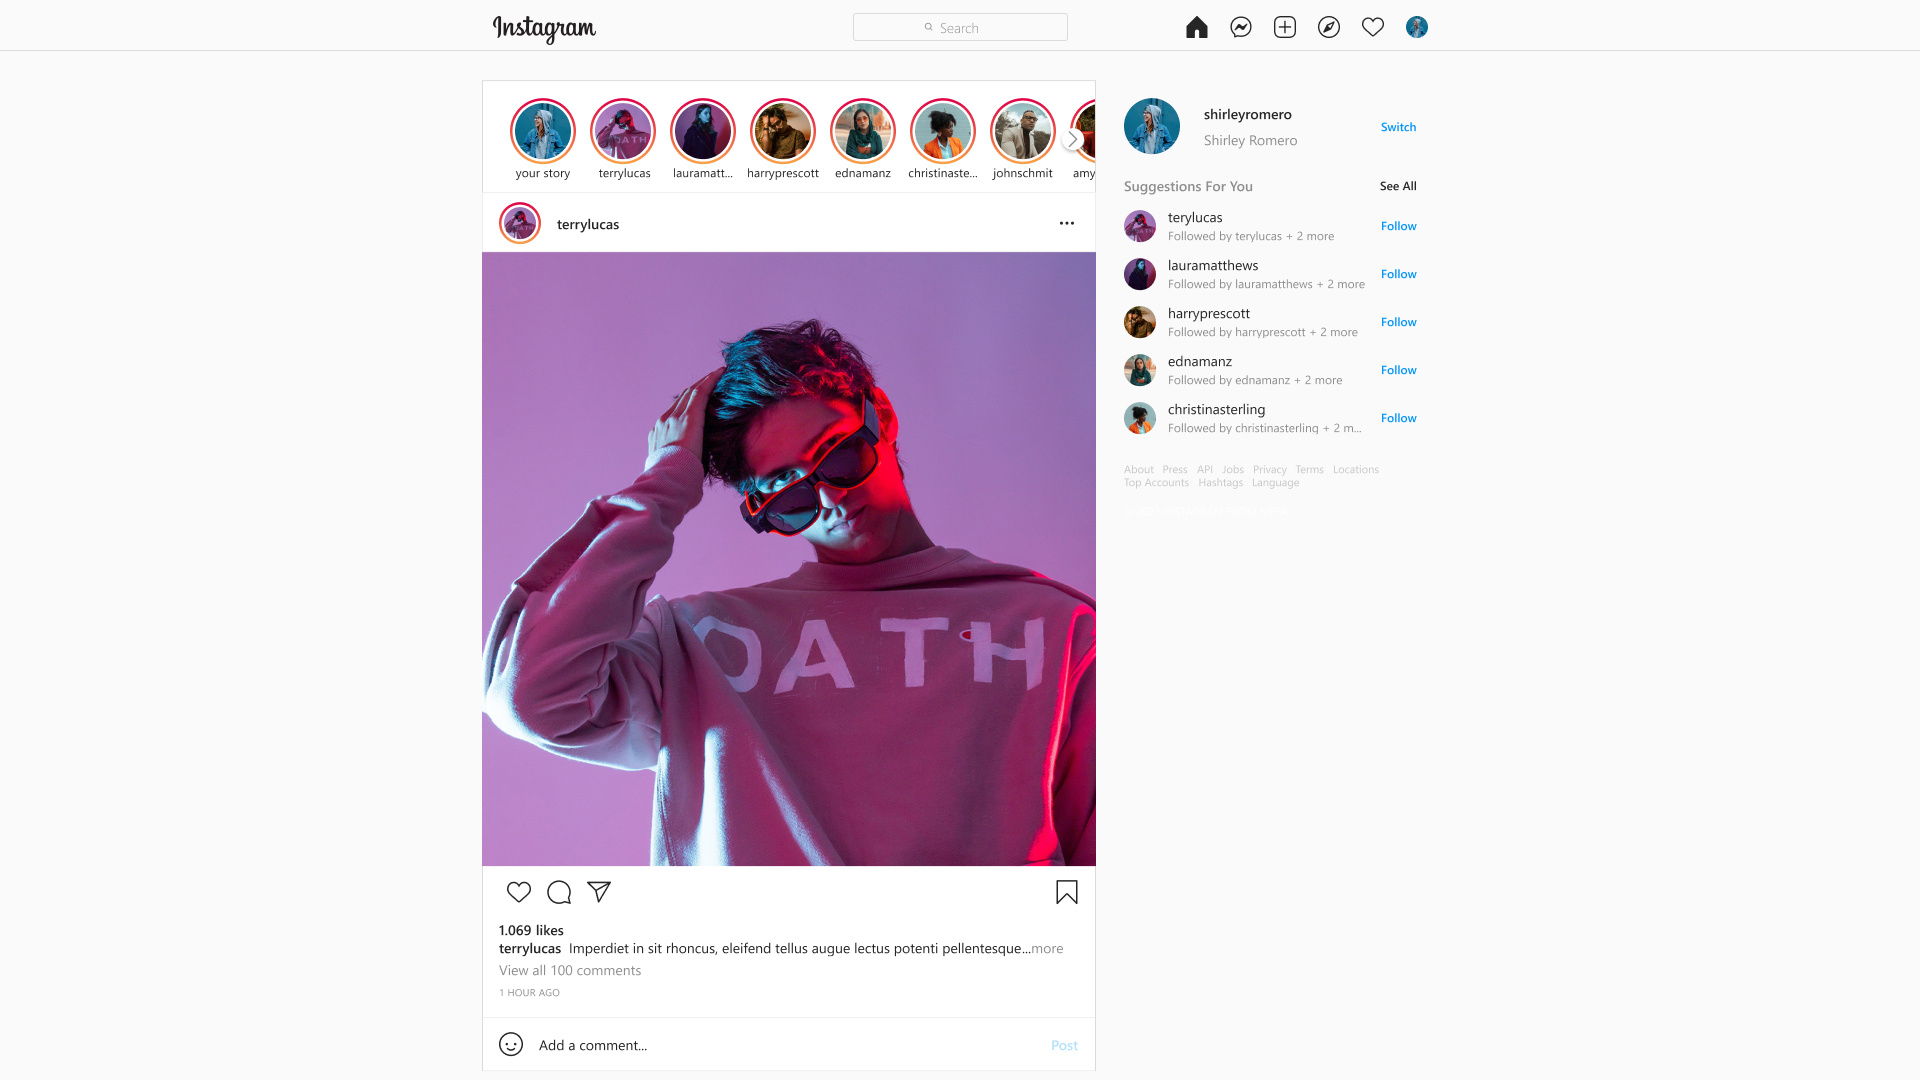 Instagram
Search
your story
terrylucas
lauramatt...
harryprescott
ednamanz
christinaste...
johnschmit
amy
terrylucas
OATH
1.069 likes
terrylucas Imperdiet in sit rhoncus, eleifend tellus augue lectus potenti pellentesque...more
View all 100 comments
1 HOUR AGO
Add a comment...
Post
shirleyromero
Shirley Romero
Switch
Suggestions For You
See All
terylucas
Followed by terylucas + 2 more
Follow
lauramatthews
Followed by lauramatthews + 2 more
Follow
harryprescott
Followed by harryprescott + 2 more
Follow
ednamanz
Followed by ednamanz + 2 more
Follow
christinasterling
Followed by christinasterling + 2 m...
Follow
About Press API Jobs Privacy Terms Locations
Top Accounts Hashtags Language